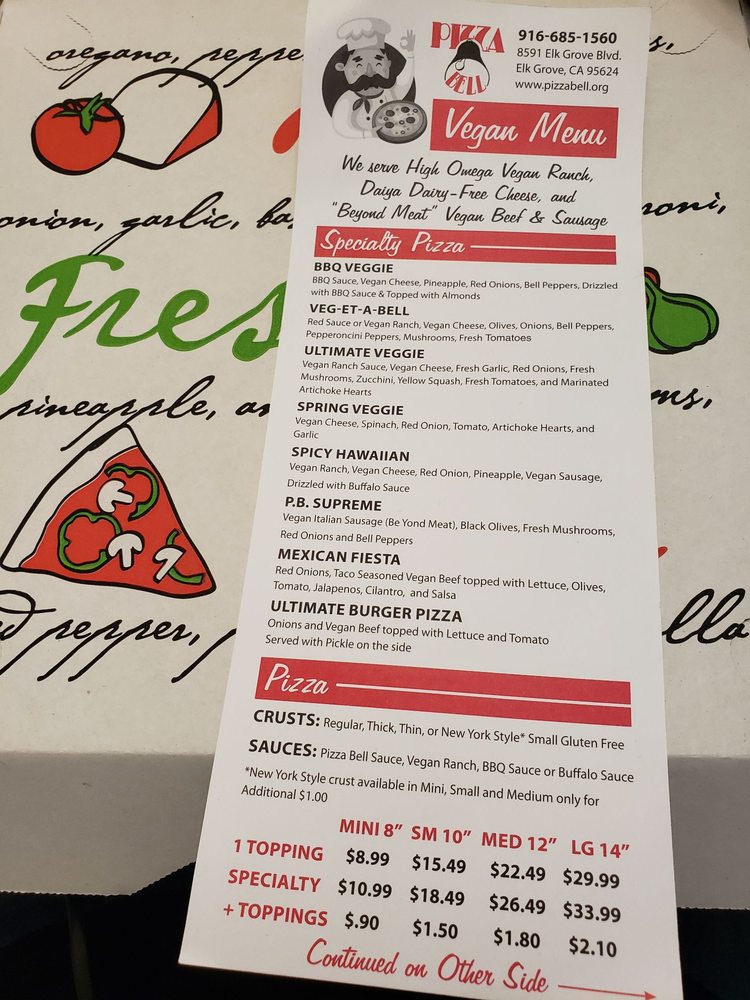 oregano, peppe
s,
onion, garlic, ba
roni,
Fres
pineapple, a
ms,
d pepper,
lla
PIZZA
BELL
916-685-1560
8591 Elk Grove Blvd.
Elk Grove, CA 95624
www.pizzabell.org
Vegan Menu
We serve High Omega Vegan Ranch,
Daiya Dairy-Free Cheese, and
"Beyond Meat" Vegan Beef & Sausage
Specialty Pizza
BBQ VEGGIE
BBQ Sauce, Vegan Cheese, Pineapple, Red Onions, Bell Peppers, Drizzled
with BBQ Sauce & Topped with Almonds
VEG-ET-A-BELL
Red Sauce or Vegan Ranch, Vegan Cheese, Olives, Onions, Bell Peppers,
Pepperoncini Peppers, Mushrooms, Fresh Tomatoes
ULTIMATE VEGGIE
Vegan Ranch Sauce, Vegan Cheese, Fresh Garlic, Red Onions, Fresh
Mushrooms, Zucchini, Yellow Squash, Fresh Tomatoes, and Marinated
Artichoke Hearts
SPRING VEGGIE
Vegan Cheese, Spinach, Red Onion, Tomato, Artichoke Hearts, and
Garlic
SPICY HAWAIIAN
Vegan Ranch, Vegan Cheese, Red Onion, Pineapple, Vegan Sausage,
Drizzled with Buffalo Sauce
P.B. SUPREME
Vegan Italian Sausage (Be Yond Meat), Black Olives, Fresh Mushrooms,
Red Onions and Bell Peppers
MEXICAN FIESTA
Red Onions, Taco Seasoned Vegan Beef topped with Lettuce, Olives,
Tomato, Jalapenos, Cilantro, and Salsa
ULTIMATE BURGER PIZZA
Onions and Vegan Beef topped with Lettuce and Tomato
Served with Pickle on the side
Pizza
CRUSTS: Regular, Thick, Thin, or New York Style* Small Gluten Free
SAUCES: Pizza Bell Sauce, Vegan Ranch, BBQ Sauce or Buffalo Sauce
*New York Style crust available in Mini, Small and Medium only for
Additional $1.00
MINI 8" SM 10" MED 12" LG 14"
1 TOPPING $8.99 $15.49 $22.49 $29.99
SPECIALTY $10.99 $18.49 $26.49 $33.99
+ TOPPINGS $.90 $1.50 $1.80 $2.10
Continued on Other Side